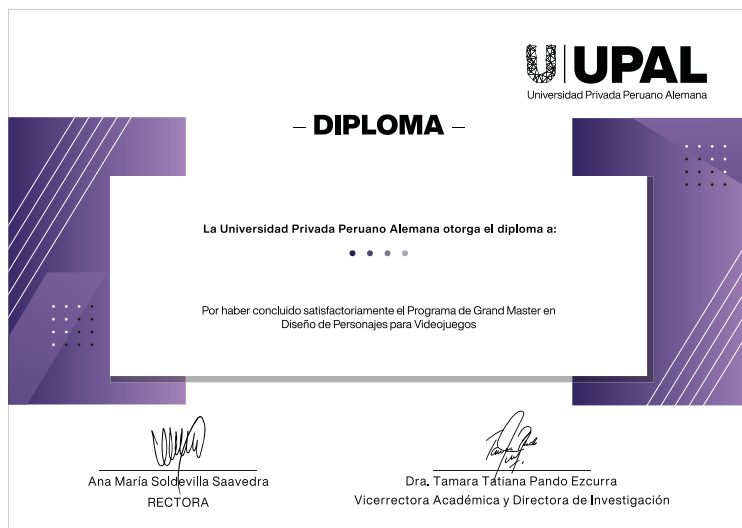 UPAL
Universidad Privada Peruano Alemana
– DIPLOMA –
La Universidad Privada Peruano Alemana otorga el diploma a:
Por haber concluido satisfactoriamente el Programa de Grand Master en
Diseño de Personajes para Videojuegos
Ana María Soldevilla Saavedra
RECTORA
Dra. Tamara Tatiana Pando Ezcurra
Vicerrectora Académica y Directora de Investigación